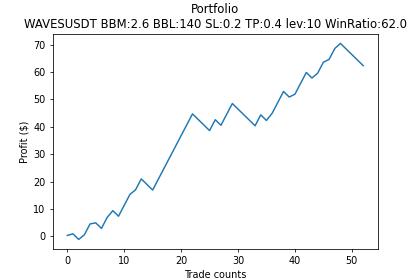 Portfolio
WAVESUSDT BBM:2.6 BBL:140 SL:0.2 TP:0.4 lev:10 WinRatio:62.0
70
60
50
40
30
20
10
0
Profit ($)
0 10 20 30 40 50
Trade counts